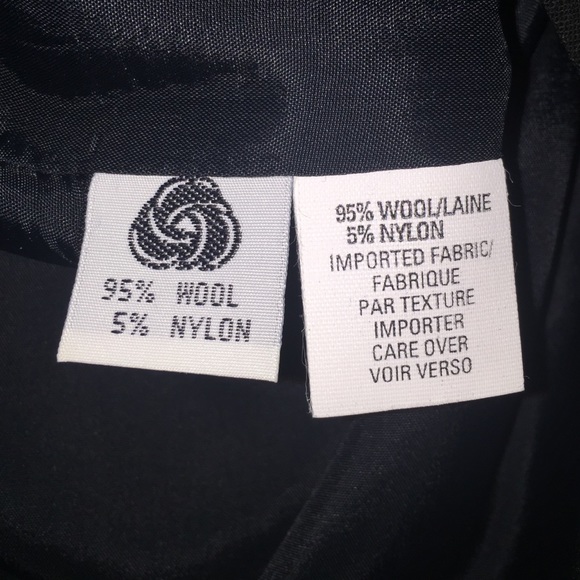 95% WOOL
5% NYLON
95% WOOL/LAINE
5% NYLON
IMPORTED FABRIC/
FABRIQUE
PAR TEXTURE
IMPORTER
CARE OVER
VOIR VERSO